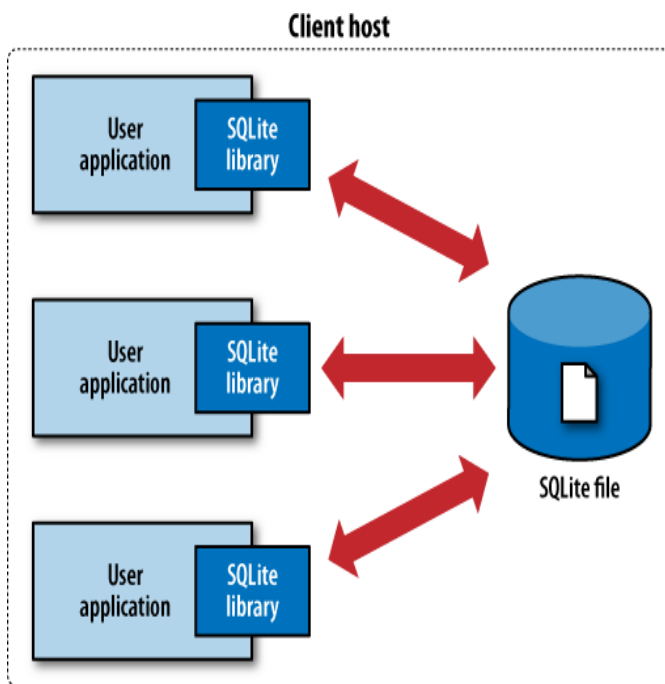 Client host
User
application
SQLite
library
User
application
SQLite
library
SQLite file
User
application
SQLite
library